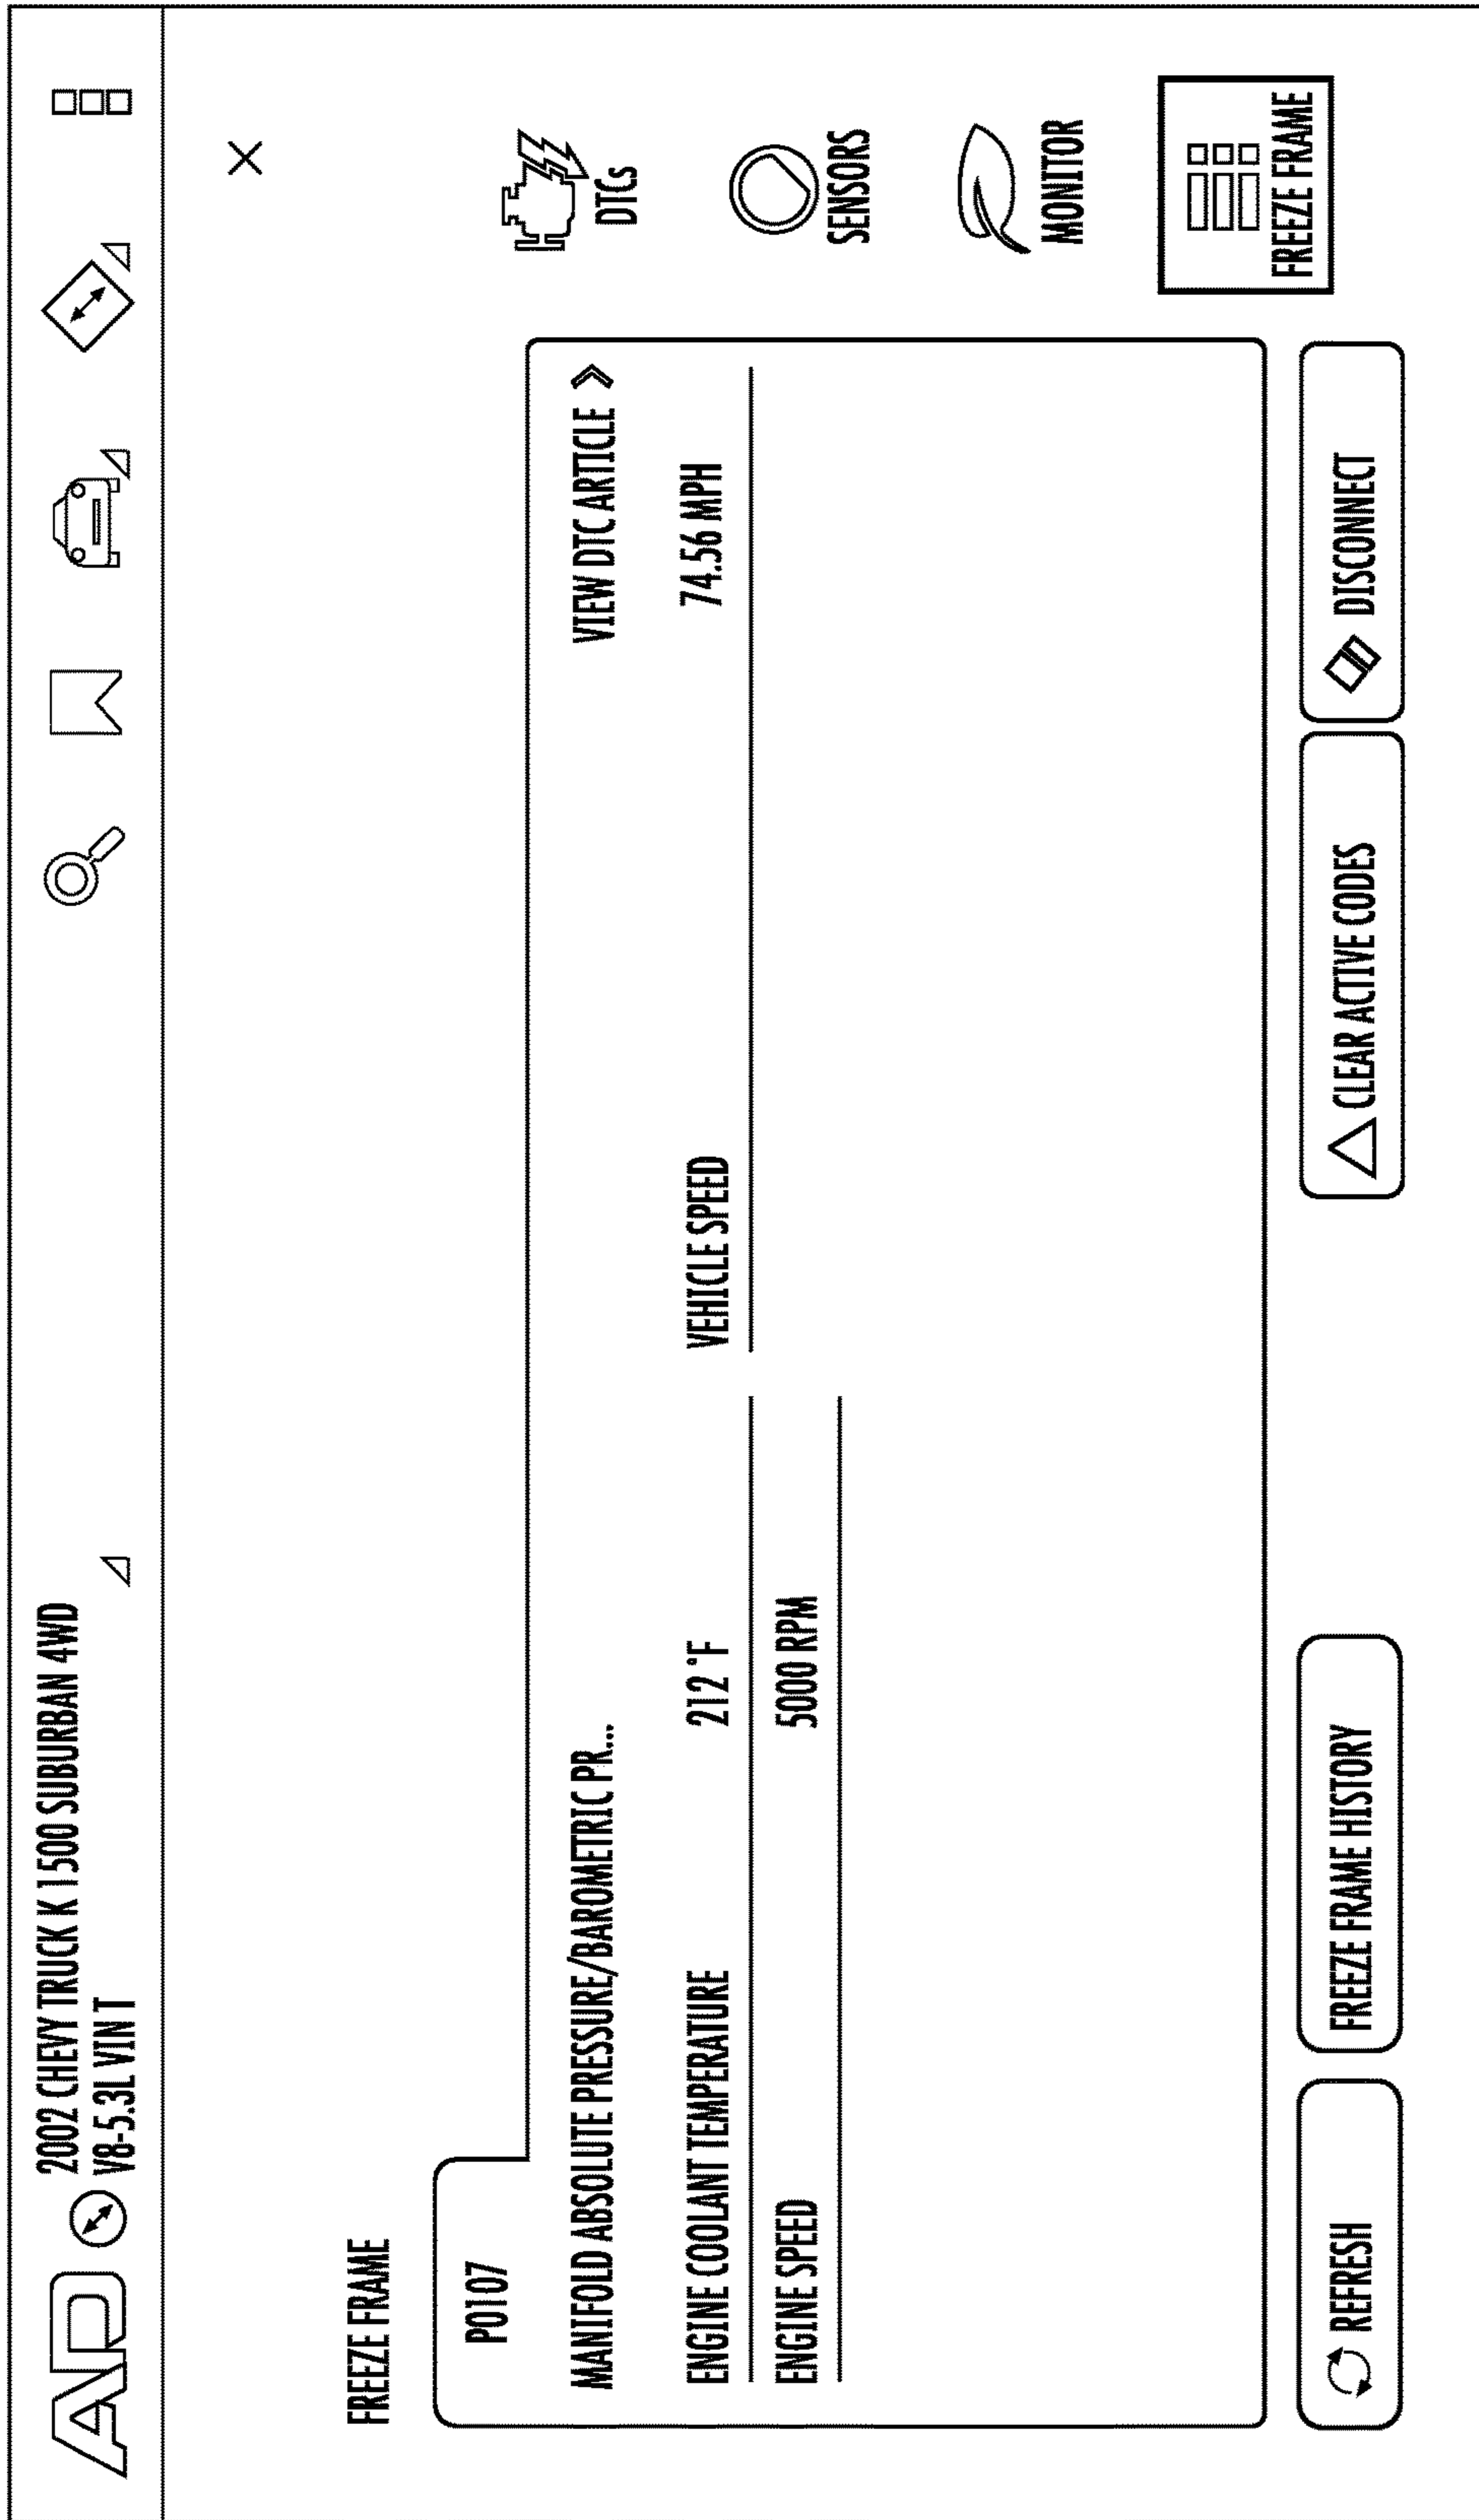 AD
2002 CHEVY TRUCK K 1500 SUBURBAN 4WD
V8-5.3L VIN T
FREEZE FRAME
P0107
MANIFOLD ABSOLUTE PRESSURE/BAROMETRIC PR...
VIEW DTC ARTICLE
ENGINE COOLANT TEMPERATURE 212 °F
VEHICLE SPEED 74.56 MPH
ENGINE SPEED 5000 RPM
DTCs
SENSORS
MONITOR
FREEZE FRAME
REFRESH
FREEZE FRAME HISTORY
CLEAR ACTIVE CODES
DISCONNECT